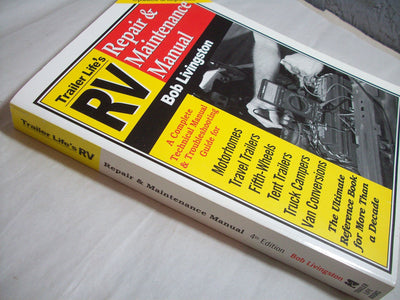 Trailer Life's
RV
Repair &
Maintenance
Manual
Bob Livingston
A Complete
Technical Manual
& Troubleshooting
Guide for
Motorhomes
Travel Trailers
Fifth-Wheels
Tent Trailers
Truck Campers
Van Conversions
The Ultimate
Reference Book
for More Than
a Decade
Trailer Life's RV Repair & Maintenance Manual 4th Edition Bob Livingston